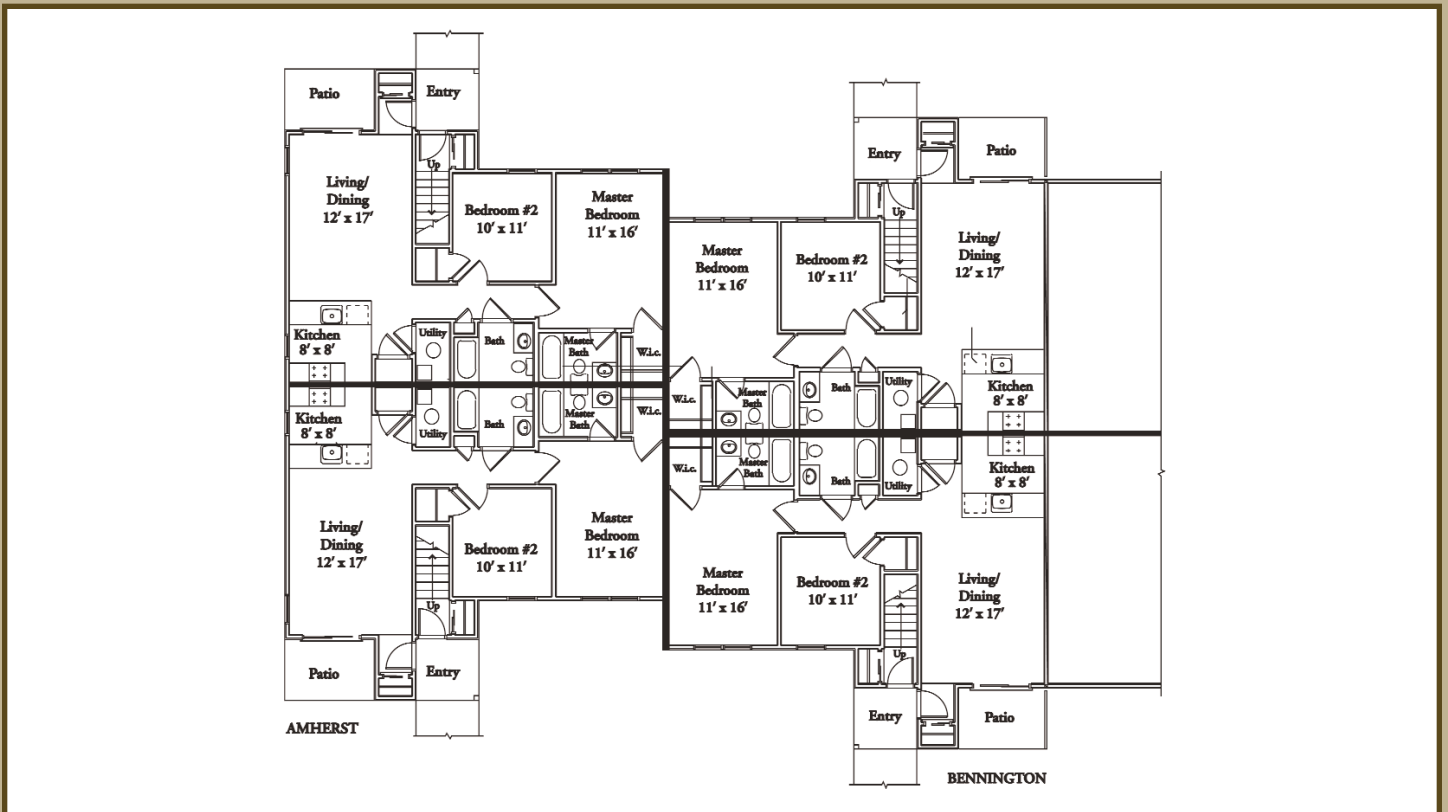 Patio
Entry
Up
Living/
Dining
12' x 17'
Bedroom #2
10' x 11'
Master
Bedroom
11' x 16'
Kitchen
8' x 8'
Utility
Bath
Master
Bath
W.i.c.
Kitchen
8' x 8'
Utility
Bath
Master
Bath
W.i.c.
Living/
Dining
12' x 17'
Up
Bedroom #2
10' x 11'
Master
Bedroom
11' x 16'
Patio
Entry
AMHERST
Entry
Patio
Up
Master
Bedroom
11' x 16'
Bedroom #2
10' x 11'
Living/
Dining
12' x 17'
W.i.c.
Master
Bath
Bath
Utility
Kitchen
8' x 8'
W.i.c.
Master
Bath
Bath
Utility
Kitchen
8' x 8'
Master
Bedroom
11' x 16'
Bedroom #2
10' x 11'
Up
Living/
Dining
12' x 17'
Entry
Patio
BENNINGTON